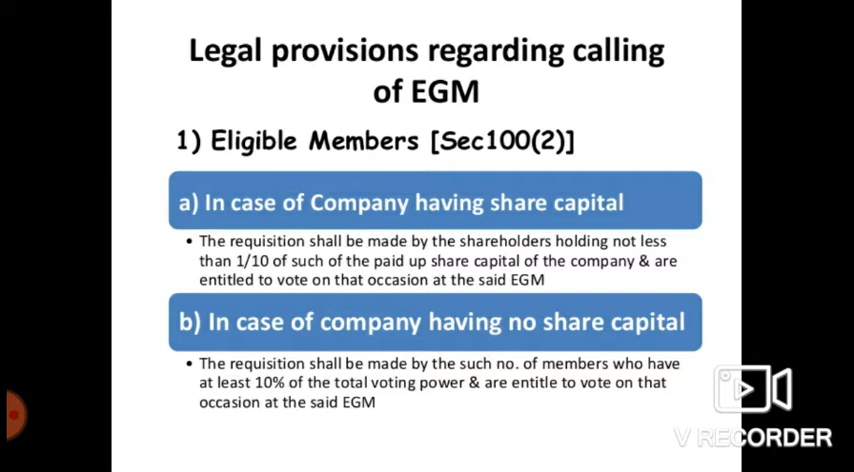 Legal provisions regarding calling
of EGM
1) Eligible Members [Sec100(2)]
a) In case of Company having share capital
• The requisition shall be made by the shareholders holding not less
than 1/10 of such of the paid up share capital of the company & are
entitled to vote on that occasion at the said EGM
b) In case of company having no share capital
• The requisition shall be made by the such no. of members who have
at least 10% of the total voting power & are entitle to vote on that
occasion at the said EGM
V RECORDER